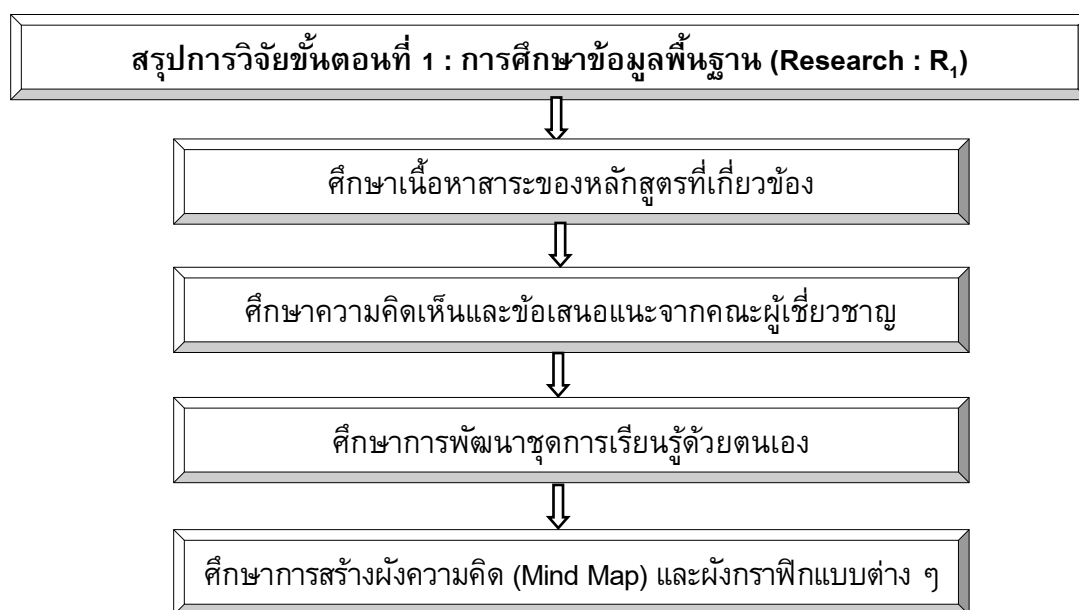 สรุปการวิจัยขั้นตอนที่ 1 : การศึกษาข้อมูลพื้นฐาน (Research : R₁)
ศึกษาเนื้อหาสาระของหลักสูตรที่เกี่ยวข้อง
ศึกษาความคิดเห็นและข้อเสนอแนะจากคณะผู้เชี่ยวชาญ
ศึกษาการพัฒนาชุดการเรียนรู้ด้วยตนเอง
ศึกษาการสร้างผังความคิด (Mind Map) และผังกราฟิกแบบต่าง ๆ